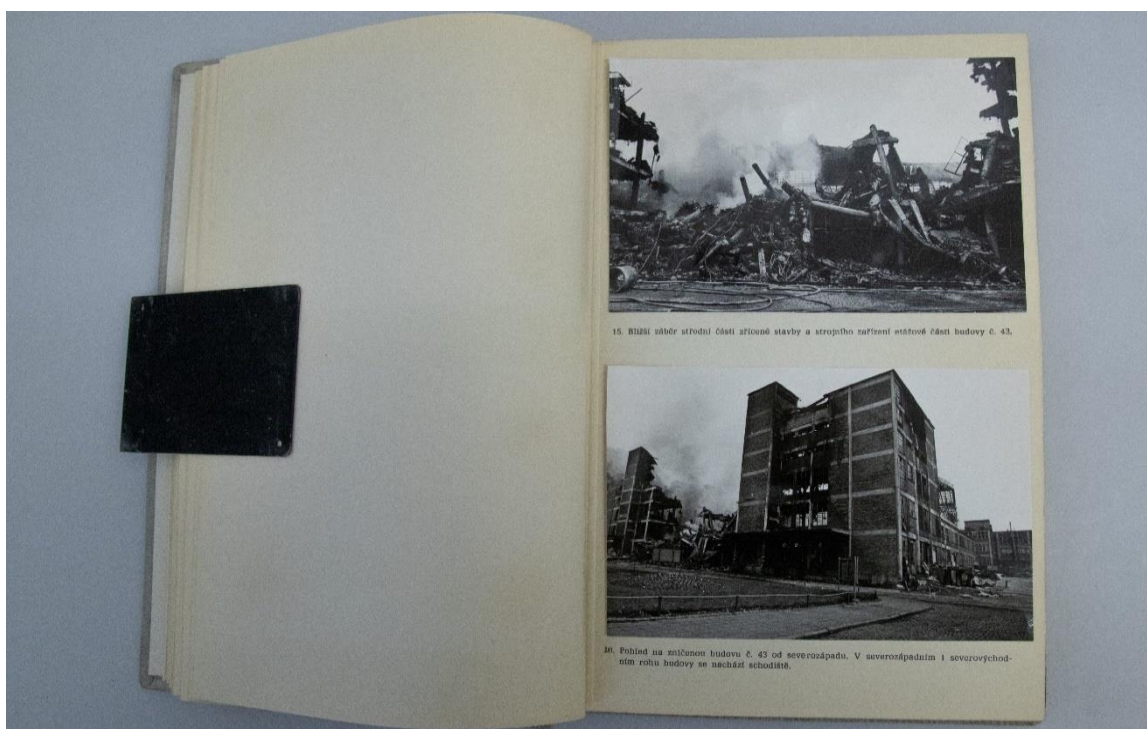 15. Bližší záběr střední části zřícené stavby a strojního zařízení etážové části budovy č. 43.
Pohled na zničenou budovu č. 43 od severozápadu. V severozápadním i severovýchod-
ním rohu budovy se nachází schodiště.